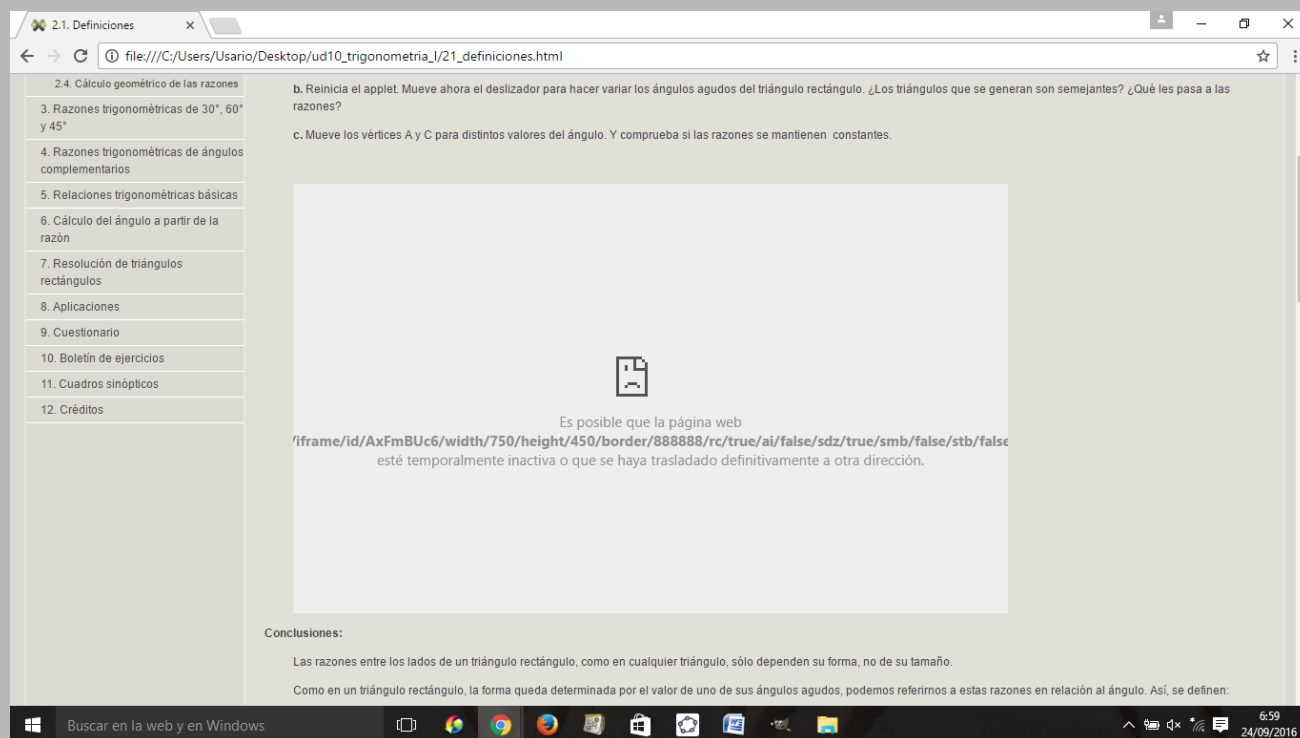 2.1. Definiciones
file:///C:/Users/Usario/Desktop/ud10_trigonometria_I/21_definiciones.html
2.4. Cálculo geométrico de las razones
3. Razones trigonométricas de 30°, 60°
y 45°
4. Razones trigonométricas de ángulos
complementarios
5. Relaciones trigonométricas básicas
6. Cálculo del ángulo a partir de la
razón
7. Resolución de triángulos
rectángulos
8. Aplicaciones
9. Cuestionario
10. Boletín de ejercicios
11. Cuadros sinópticos
12. Créditos
b. Reinicia el applet. Mueve ahora el deslizador para hacer variar los ángulos agudos del triángulo rectángulo. ¿Los triángulos que se generan son semejantes? ¿Qué les pasa a las
razones?
c. Mueve los vértices A y C para distintos valores del ángulo. Y comprueba si las razones se mantienen constantes.
Es posible que la página web
/iframe/id/AxFmBUc6/width/750/height/450/border/888888/rc/true/ai/false/sdz/true/smb/false/stb/false
esté temporalmente inactiva o que se haya trasladado definitivamente a otra dirección.
Conclusiones:
Las razones entre los lados de un triángulo rectángulo, como en cualquier triángulo, sólo dependen su forma, no de su tamaño.
Como en un triángulo rectángulo, la forma queda determinada por el valor de uno de sus ángulos agudos, podemos referirnos a estas razones en relación al ángulo. Así, se definen:
Buscar en la web y en Windows
6:59
24/09/2016